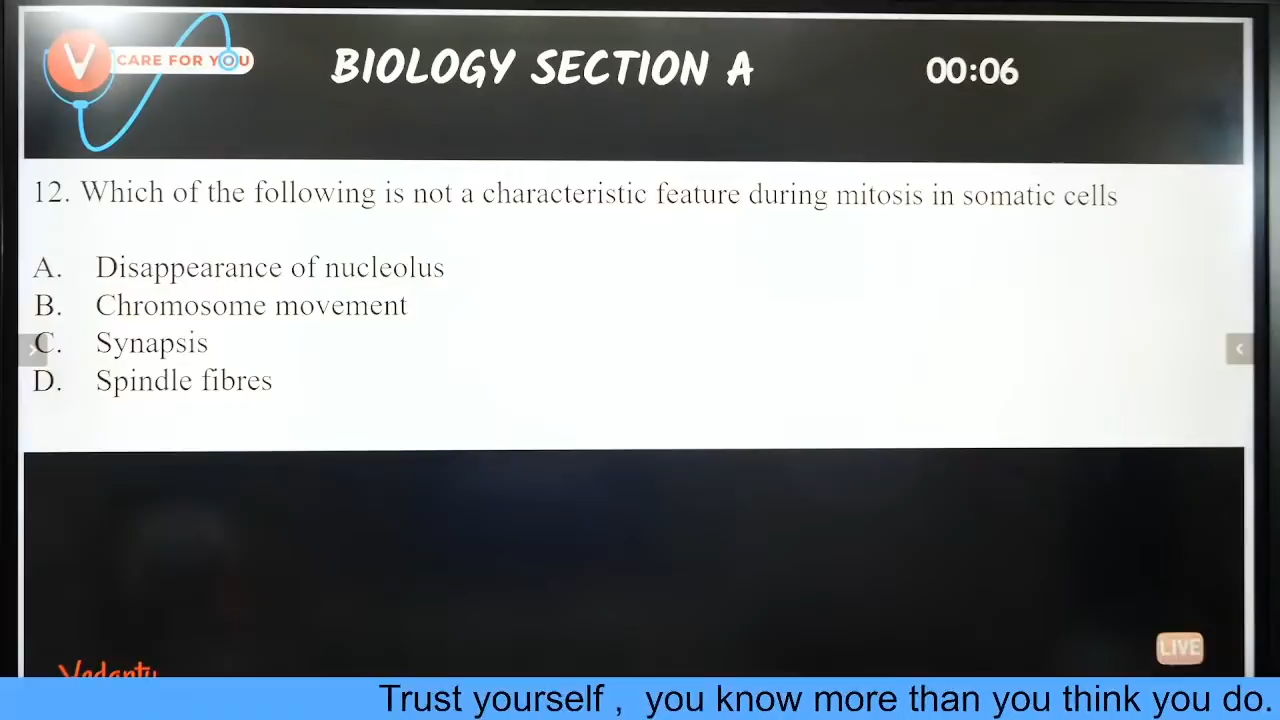 V
CARE FOR YOU
BIOLOGY SECTION A
00:06
12. Which of the following is not a characteristic feature during mitosis in somatic cells
A. Disappearance of nucleolus
B. Chromosome movement
C. Synapsis
D. Spindle fibres
LIVE
Trust yourself , you know more than you think you do.